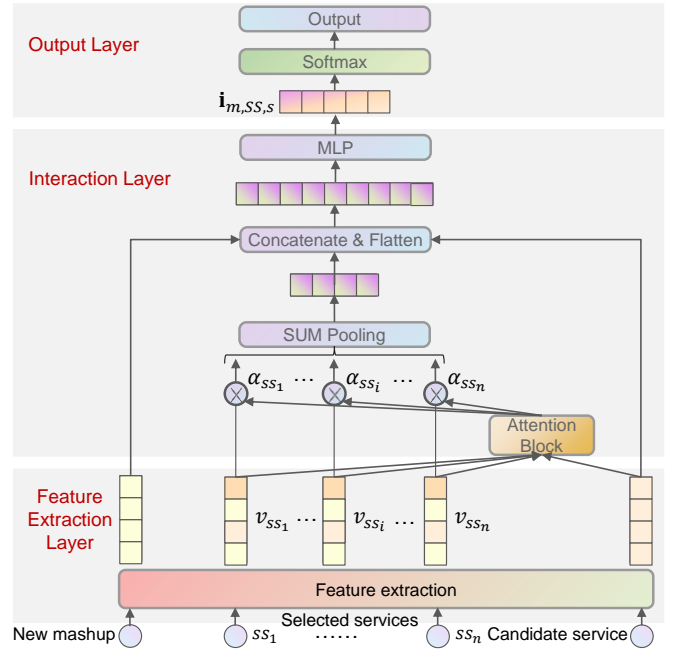 Output
Output Layer
Softmax
i_{m,SS,s}
MLP
Interaction Layer
Concatenate & Flatten
SUM Pooling
α_{ss_1} ··· α_{ss_i} ··· α_{ss_n}
Attention
Block
Feature
Extraction
Layer
v_{ss_1} ··· v_{ss_i} ··· v_{ss_n}
Feature extraction
Selected services
New mashup ss_1 ······ ss_n Candidate service